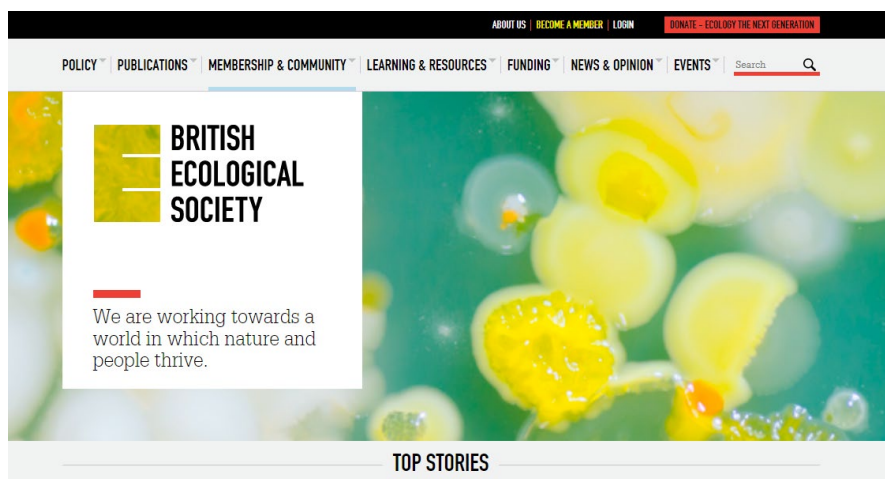 ABOUT US | BECOME A MEMBER | LOGIN DONATE – ECOLOGY THE NEXT GENERATION
POLICY PUBLICATIONS MEMBERSHIP & COMMUNITY LEARNING & RESOURCES FUNDING NEWS & OPINION EVENTS Search
BRITISH
ECOLOGICAL
SOCIETY
We are working towards a
world in which nature and
people thrive.
TOP STORIES